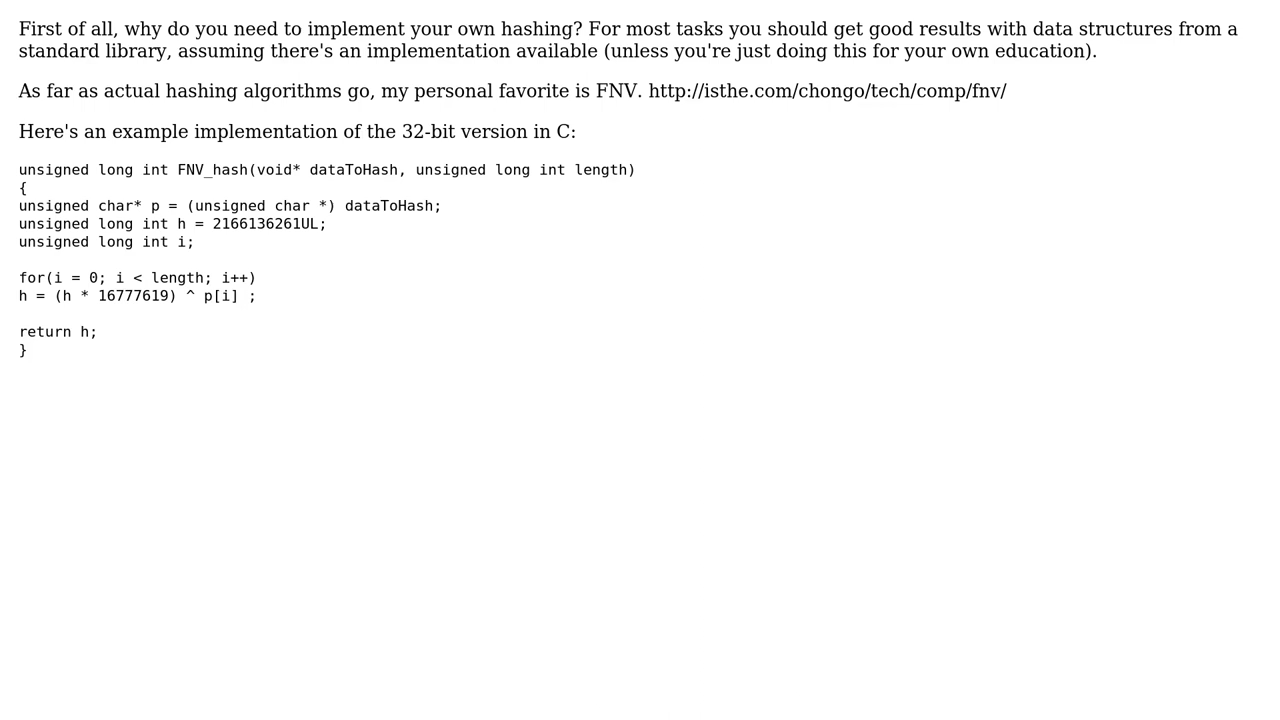 First of all, why do you need to implement your own hashing? For most tasks you should get good results with data structures from a
standard library, assuming there's an implementation available (unless you're just doing this for your own education).
As far as actual hashing algorithms go, my personal favorite is FNV. http://isthe.com/chongo/tech/comp/fnv/
Here's an example implementation of the 32-bit version in C:
unsigned long int FNV_hash(void* dataToHash, unsigned long int length)
{
unsigned char* p = (unsigned char *) dataToHash;
unsigned long int h = 2166136261UL;
unsigned long int i;
for(i = 0; i < length; i++)
h = (h * 16777619) ^ p[i] ;
return h;
}